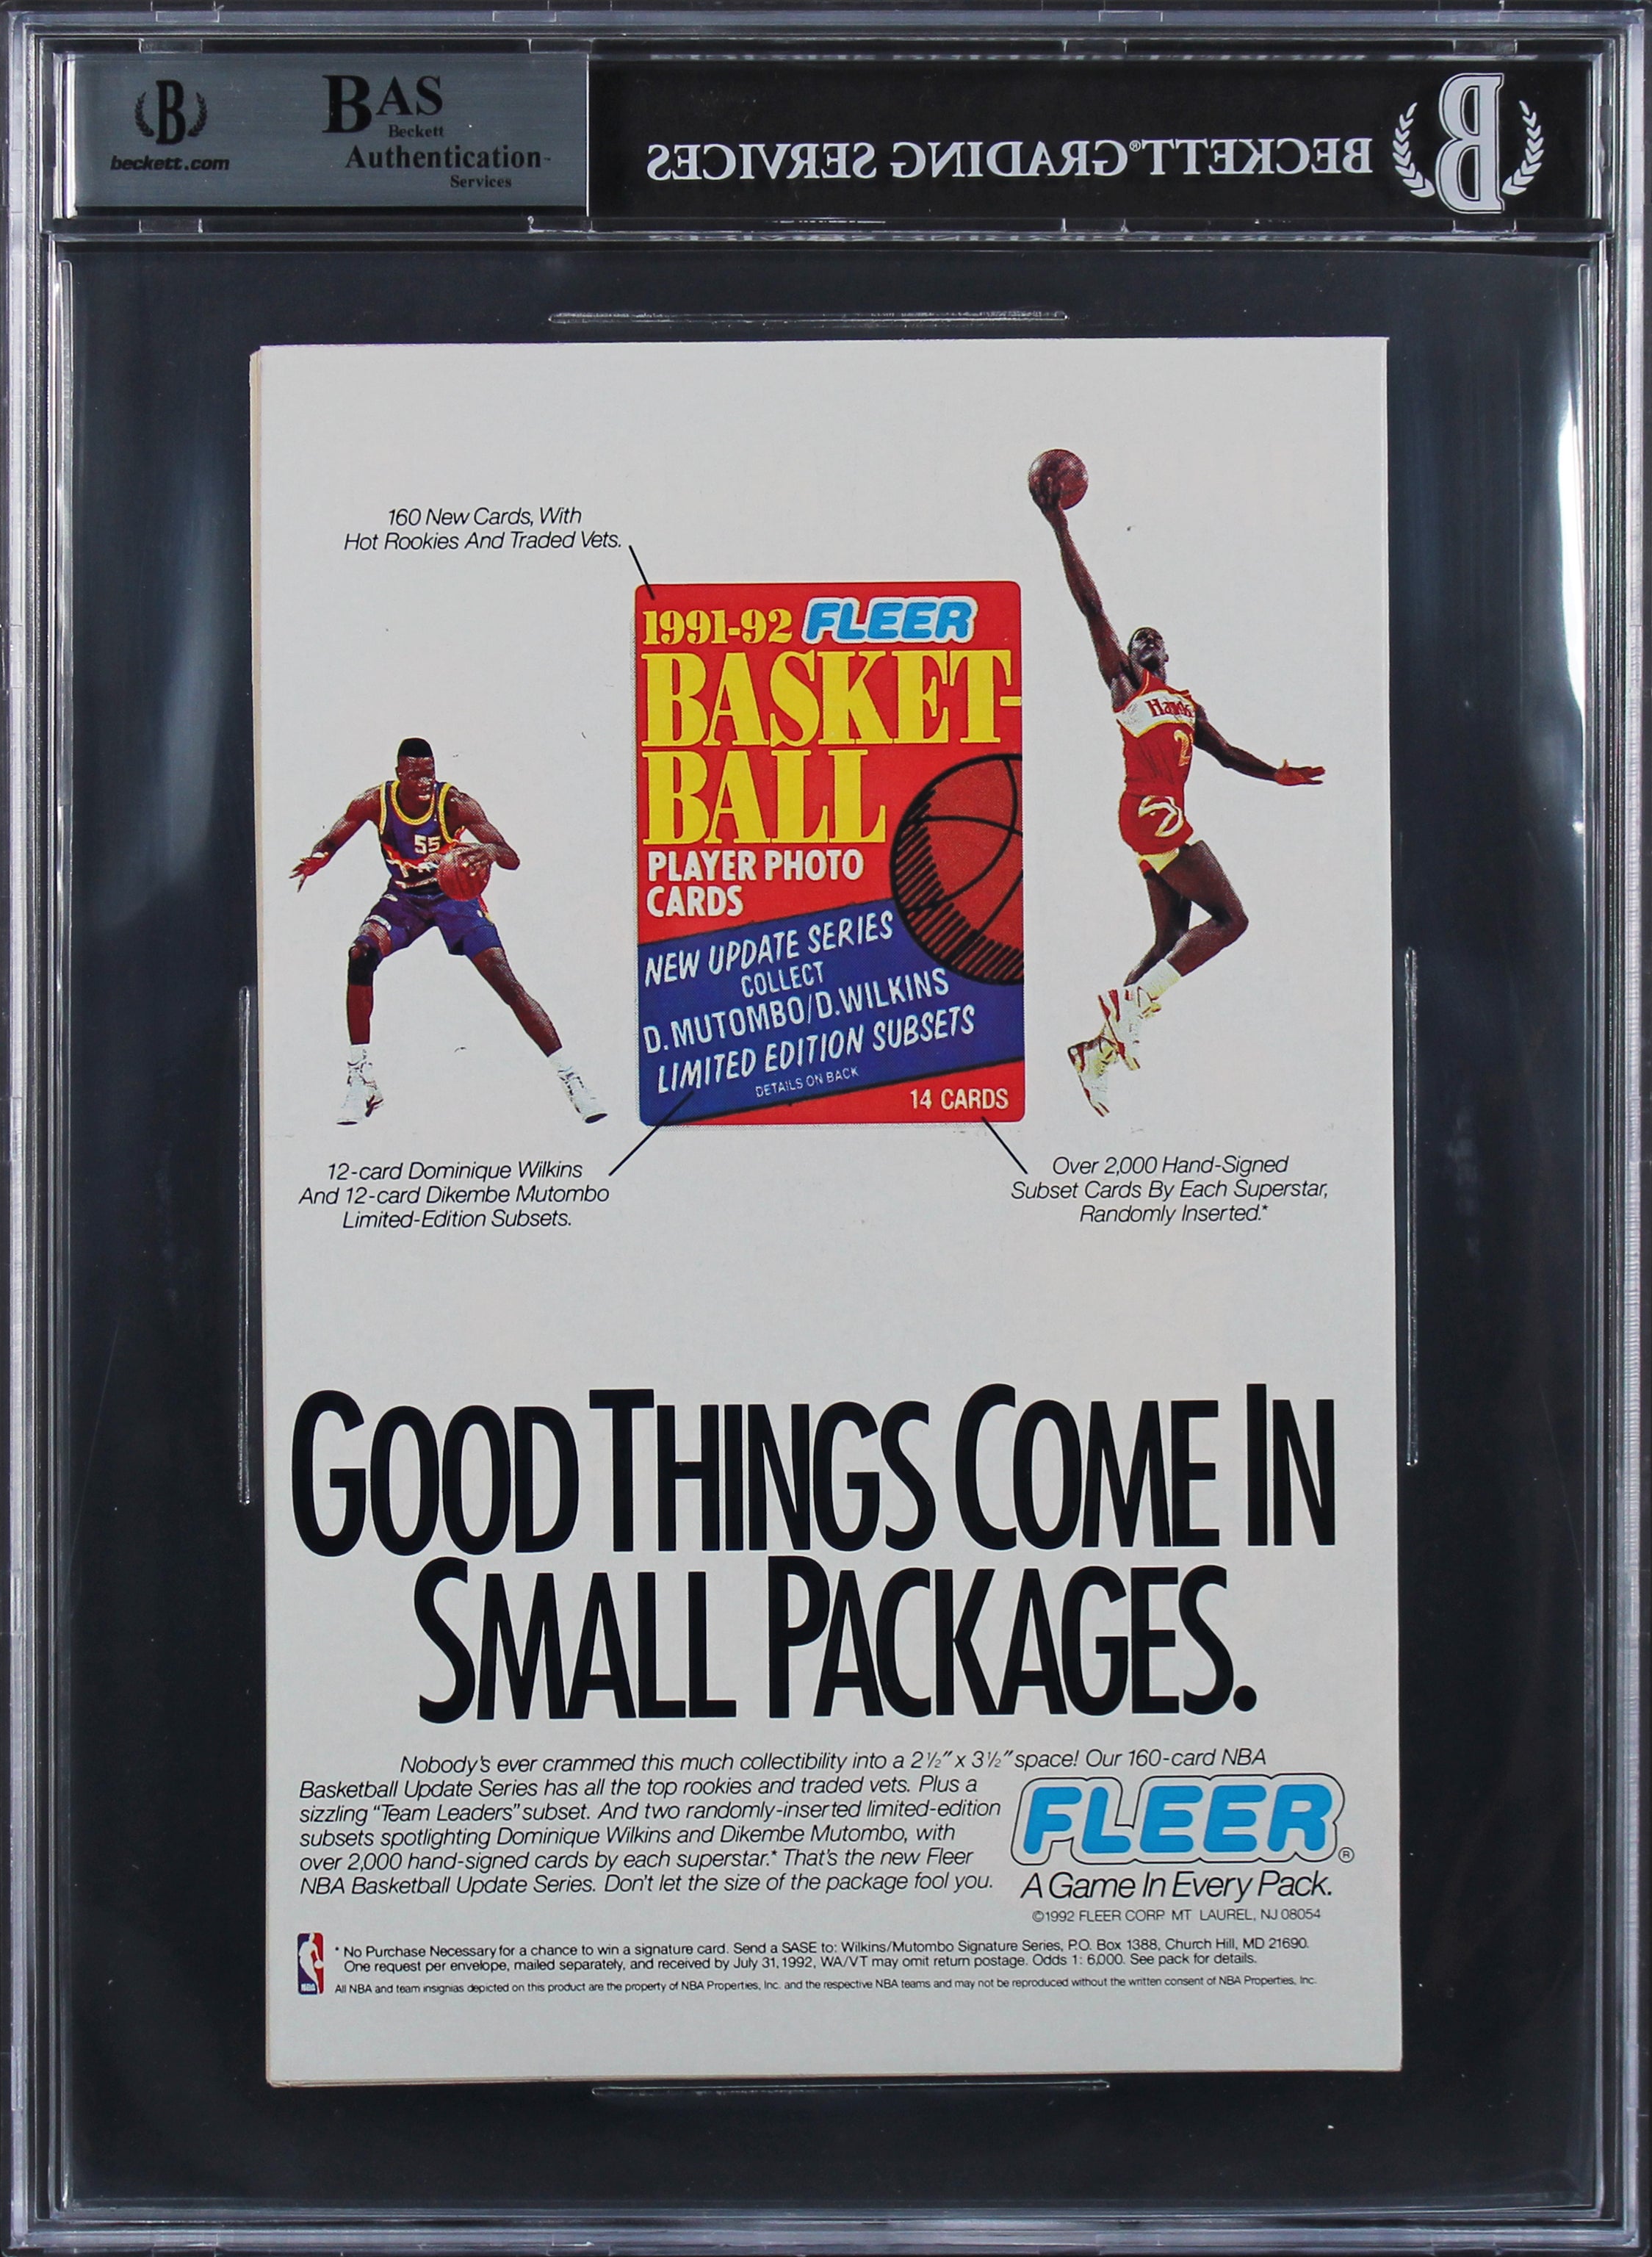 B
beckett.com
BAS
Beckett
Authentication
Services
BECKETT® GRADING SERVICES
B
160 New Cards, With
Hot Rookies And Traded Vets.
1991-92 FLEER
BASKET-
BALL
PLAYER PHOTO
CARDS
NEW UPDATE SERIES
COLLECT
D. MUTOMBO/D. WILKINS
LIMITED EDITION SUBSETS
DETAILS ON BACK
14 CARDS
55
Hawks
2
12-card Dominique Wilkins
And 12-card Dikembe Mutombo
Limited-Edition Subsets.
Over 2,000 Hand-Signed
Subset Cards By Each Superstar,
Randomly Inserted.*
GOOD THINGS COME IN
SMALL PACKAGES.
Nobody's ever crammed this much collectibility into a 2½" x 3½" space! Our 160-card NBA
Basketball Update Series has all the top rookies and traded vets. Plus a
sizzling "Team Leaders" subset. And two randomly-inserted limited-edition
subsets spotlighting Dominique Wilkins and Dikembe Mutombo, with
over 2,000 hand-signed cards by each superstar.* That's the new Fleer
NBA Basketball Update Series. Don't let the size of the package fool you.
FLEER®
A Game In Every Pack.
©1992 FLEER CORP. MT. LAUREL, NJ 08054
NBA
* No Purchase Necessary for a chance to win a signature card. Send a SASE to: Wilkins/Mutombo Signature Series, P.O. Box 1388, Church Hill, MD 21690.
One request per envelope, mailed separately, and received by July 31, 1992, WA/VT may omit return postage. Odds 1: 6,000. See pack for details.
All NBA and team insignias depicted on this product are the property of NBA Properties, Inc. and the respective NBA teams and may not be reproduced without the written consent of NBA Properties, Inc.